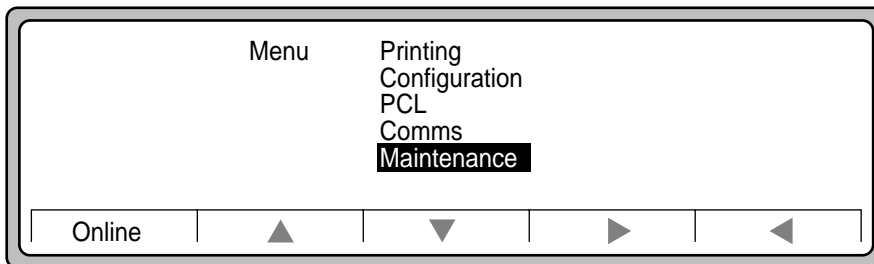 Menu Printing
Configuration
PCL
Comms
Maintenance
Online